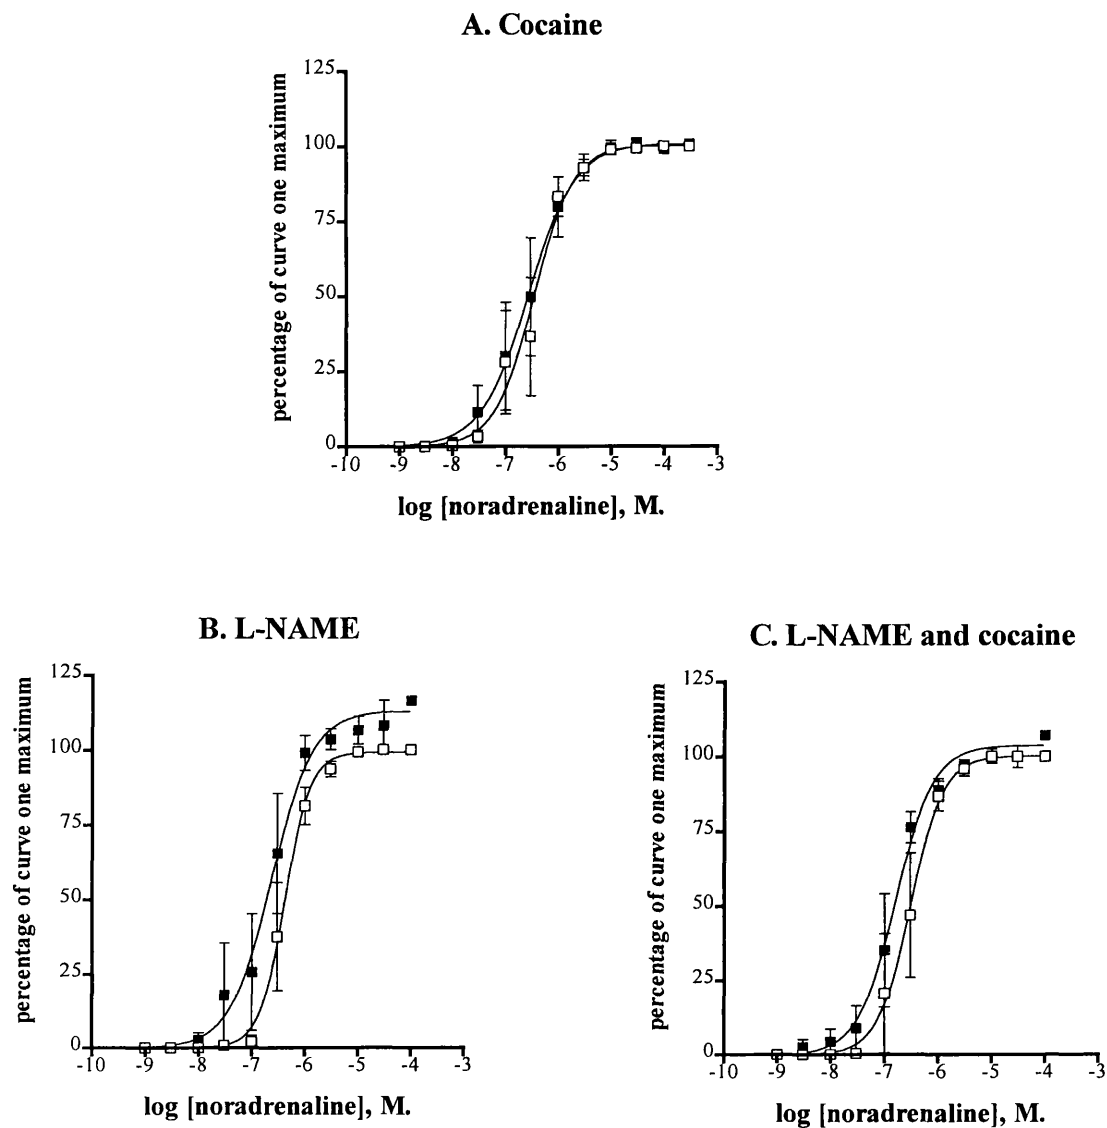 A. Cocaine
percentage of curve one maximum
125
100
75
50
25
0
-10 -9 -8 -7 -6 -5 -4 -3
log [noradrenaline], M.
B. L-NAME
percentage of curve one maximum
125
100
75
50
25
0
-10 -9 -8 -7 -6 -5 -4 -3
log [noradrenaline], M.
C. L-NAME and cocaine
percentage of curve one maximum
125
100
75
50
25
0
-10 -9 -8 -7 -6 -5 -4 -3
log [noradrenaline], M.